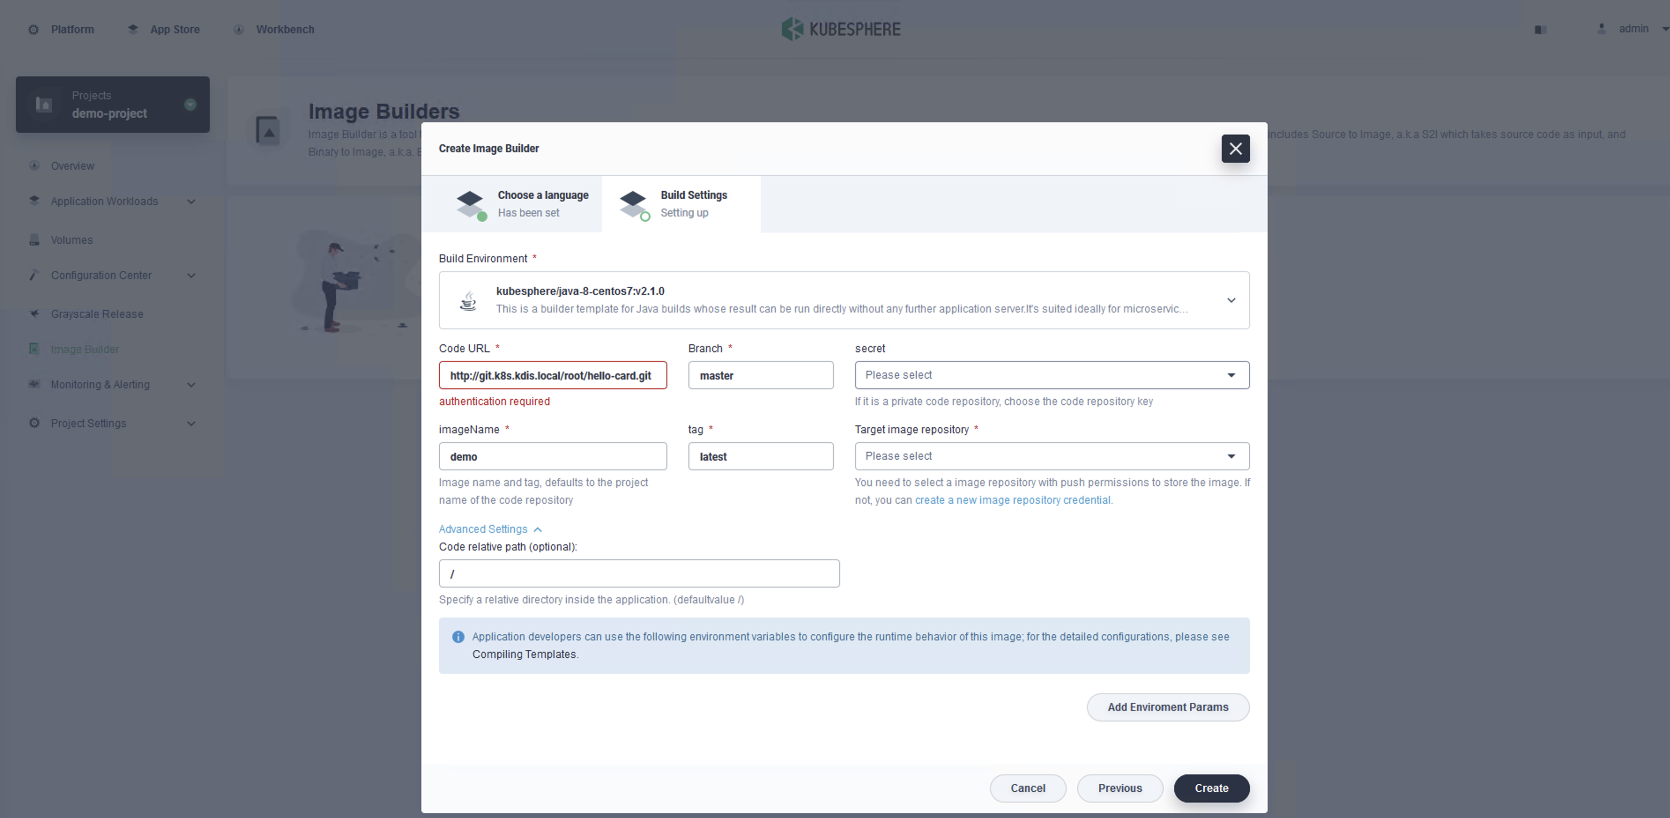 Platform
App Store
Workbench
KUBESPHERE
admin
Projects
demo-project
Overview
Application Workloads
Volumes
Configuration Center
Grayscale Release
Image Builder
Monitoring & Alerting
Project Settings
Image Builders
Image Builder is a tool
includes Source to Image, a.k.a S2I which takes source code as input, and
Binary to Image, a.k.a.
Create Image Builder
Choose a language
Has been set
Build Settings
Setting up
Build Environment *
kubesphere/java-8-centos7:v2.1.0
This is a builder template for Java builds whose result can be run directly without any further application server.It's suited ideally for microservic...
Code URL *
Branch *
secret
http://git.k8s.kdis.local/root/hello-card.git
master
Please select
authentication required
If it is a private code repository, choose the code repository key
imageName *
tag *
Target image repository *
demo
latest
Please select
Image name and tag, defaults to the project
name of the code repository
You need to select a image repository with push permissions to store the image. If
not, you can create a new image repository credential.
Advanced Settings
Code relative path (optional):
/
Specify a relative directory inside the application. (defaultvalue /)
Application developers can use the following environment variables to configure the runtime behavior of this image; for the detailed configurations, please see
Compiling Templates.
Add Enviroment Params
Cancel
Previous
Create